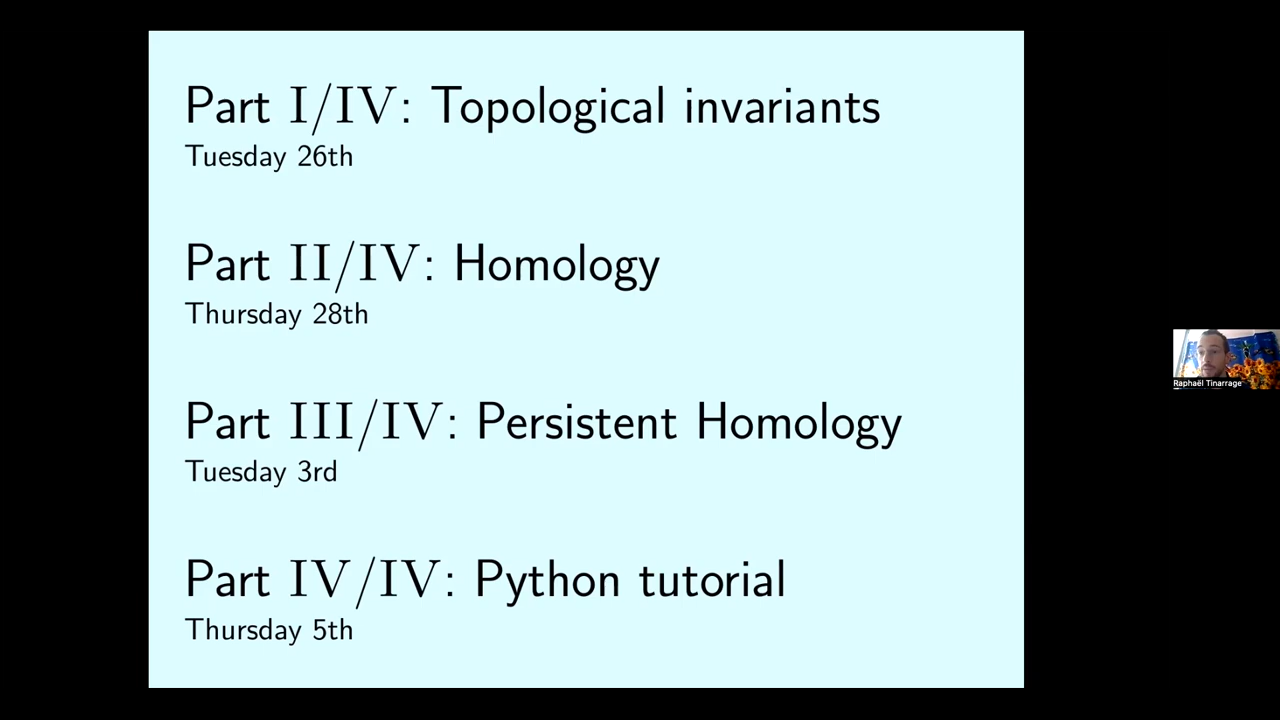 Part I/IV: Topological invariants
Tuesday 26th
Part II/IV: Homology
Thursday 28th
Part III/IV: Persistent Homology
Tuesday 3rd
Part IV/IV: Python tutorial
Thursday 5th
Raphaël Tinarrage